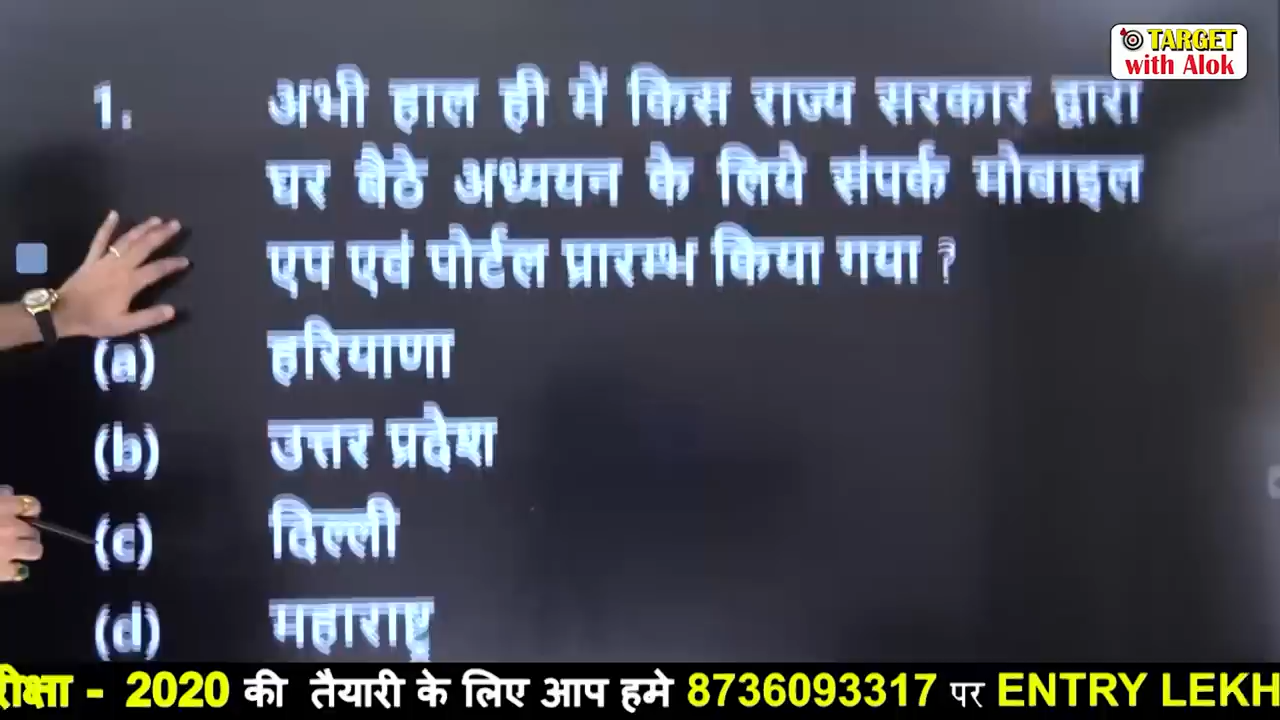 TARGET
with Alok
1. अभी हाल ही में किस राज्य सरकार द्वारा
घर बैठे अध्ययन के लिये संपर्क मोबाइल
एप एवं पोर्टल प्रारम्भ किया गया ?
(a) हरियाणा
(b) उत्तर प्रदेश
(c) दिल्ली
(d) महाराष्ट्र
की तैयारी के लिए आप हमे 8736093317 पर ENTRY LEKH